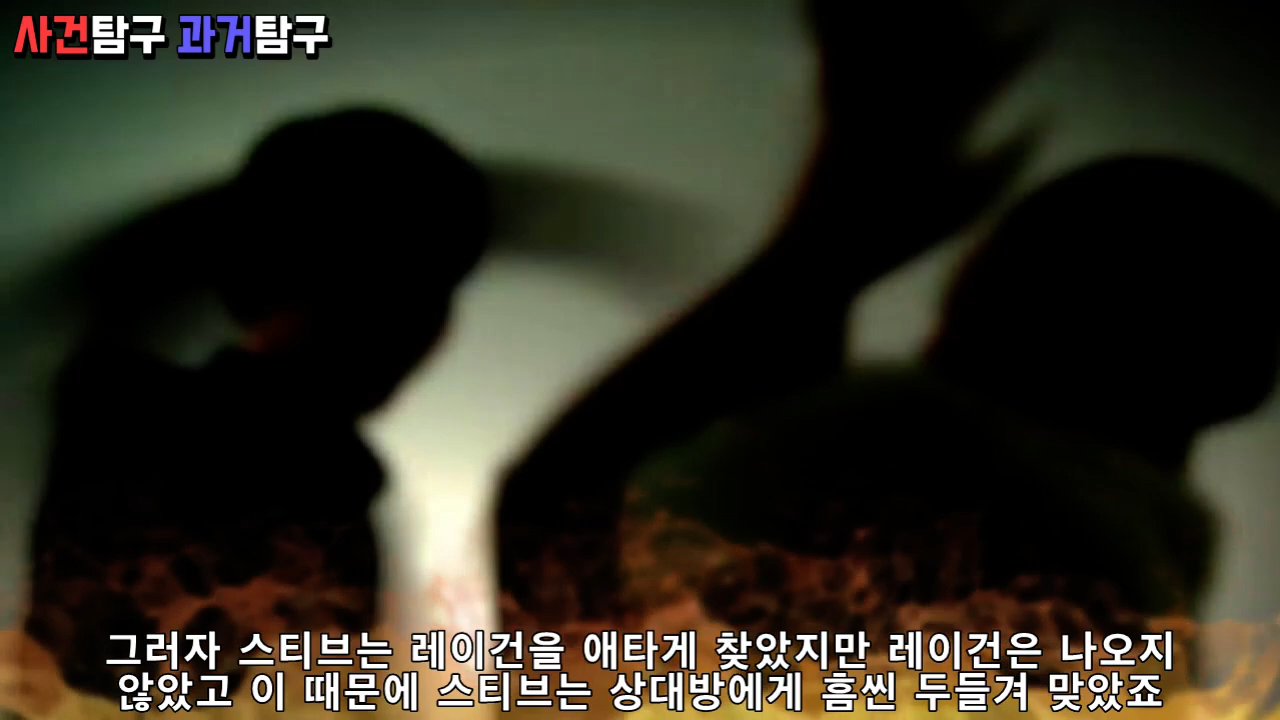 사건탐구 과거탐구
그러자 스티브는 레이건을 애타게 찾았지만 레이건은 나오지
않았고 이 때문에 스티브는 상대방에게 흠씬 두들겨 맞았죠